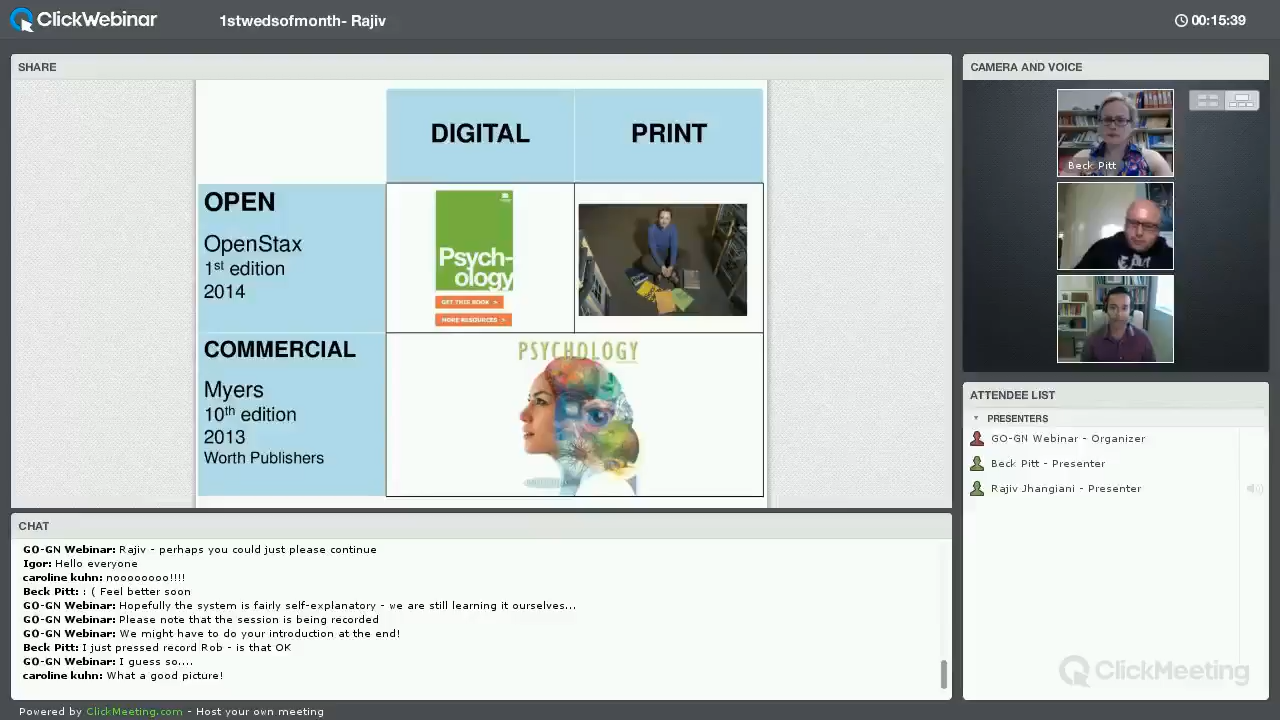 ClickWebinar
1stwedsofmonth- Rajiv
00:15:39
SHARE
DIGITAL
PRINT
OPEN
OpenStax
1st edition
2014
Psych-
ology
GET THIS BOOK >
MORE RESOURCES >
COMMERCIAL
Myers
10th edition
2013
Worth Publishers
PSYCHOLOGY
CAMERA AND VOICE
Beck Pitt
ATTENDEE LIST
PRESENTERS
GO-GN Webinar - Organizer
Beck Pitt - Presenter
Rajiv Jhangiani - Presenter
CHAT
GO-GN Webinar: Rajiv - perhaps you could just please continue
Igor: Hello everyone
caroline kuhn: noooooooo!!!!
Beck Pitt: : ( Feel better soon
GO-GN Webinar: Hopefully the system is fairly self-explanatory - we are still learning it ourselves...
GO-GN Webinar: Please note that the session is being recorded
GO-GN Webinar: We might have to do your introduction at the end!
Beck Pitt: I just pressed record Rob - is that OK
GO-GN Webinar: I guess so....
caroline kuhn: What a good picture!
ClickMeeting
Powered by ClickMeeting.com - Host your own meeting